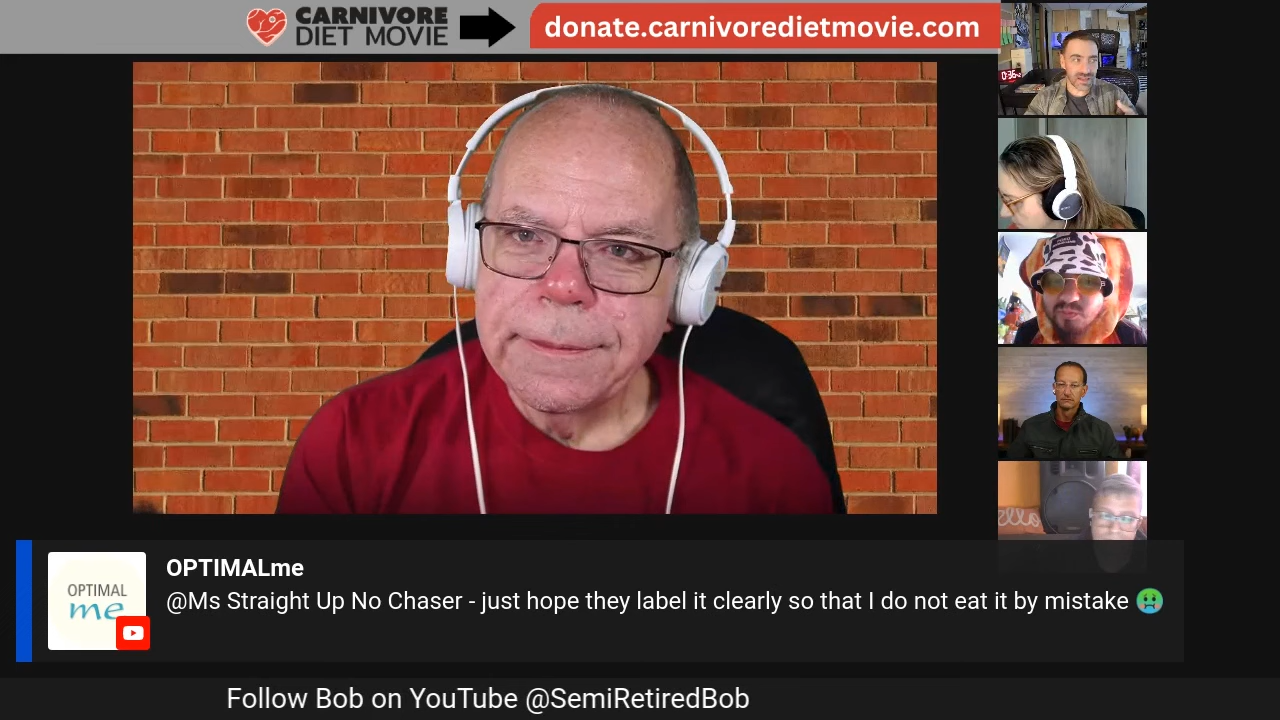 CARNIVORE
DIET MOVIE
donate.carnivoredietmovie.com
OPTIMALme
@Ms Straight Up No Chaser - just hope they label it clearly so that I do not eat it by mistake 🤢
OPTIMAL
me
Follow Bob on YouTube @SemiRetiredBob